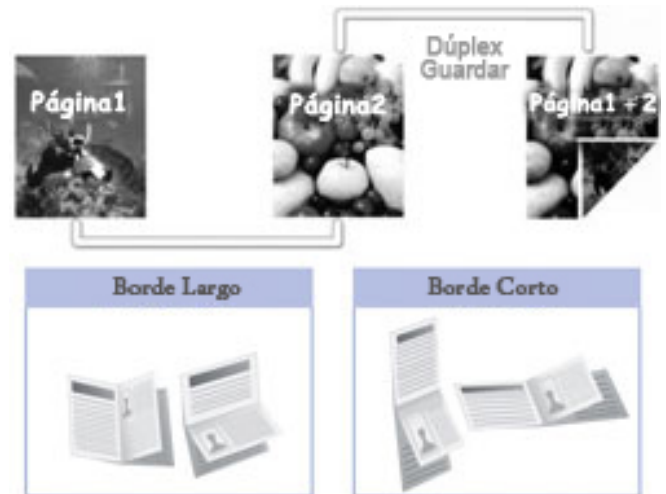 Dúplex
Guardar
Página1
Página2
Página1 + 2
Borde Largo
Borde Corto